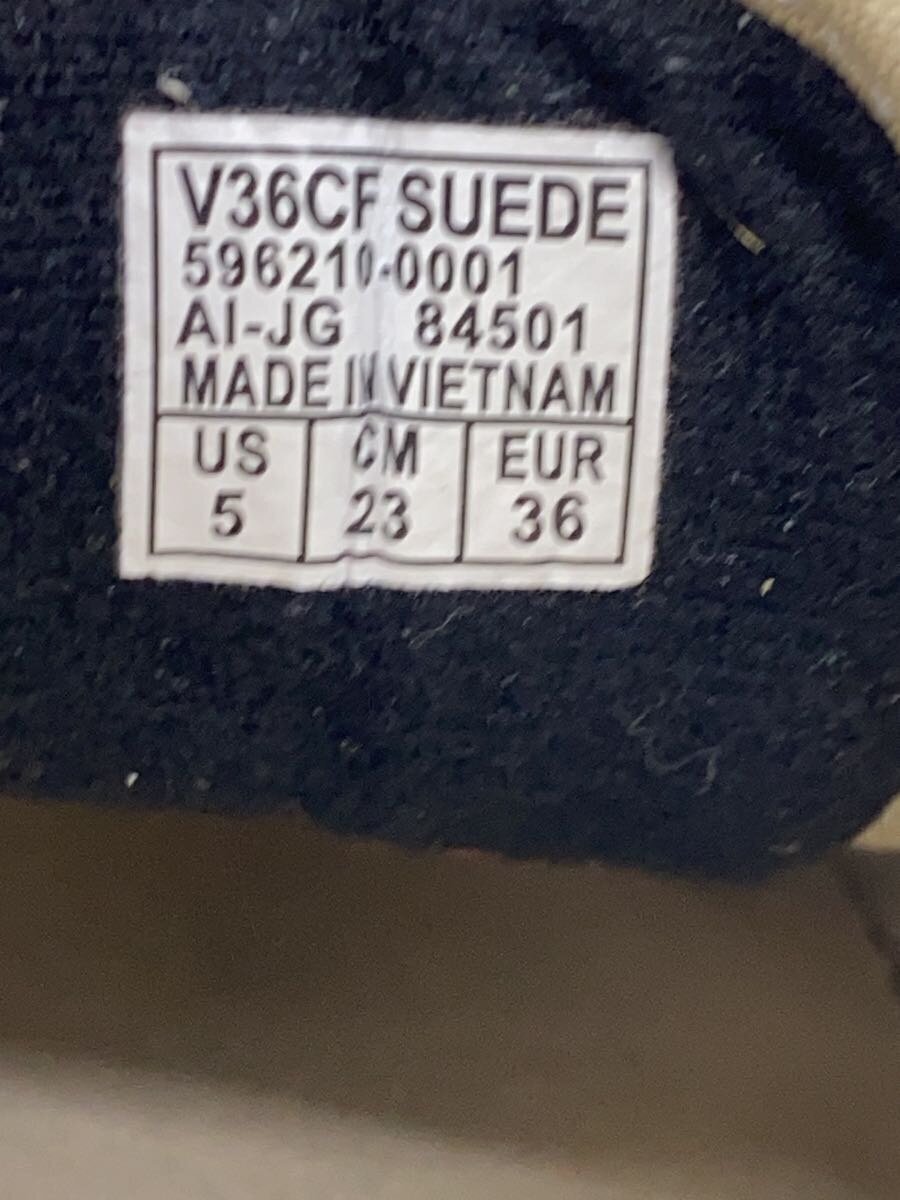 V36CF SUEDE
596210-0001
AI-JG 84501
MADE IN VIETNAM
US CM EUR
5 23 36